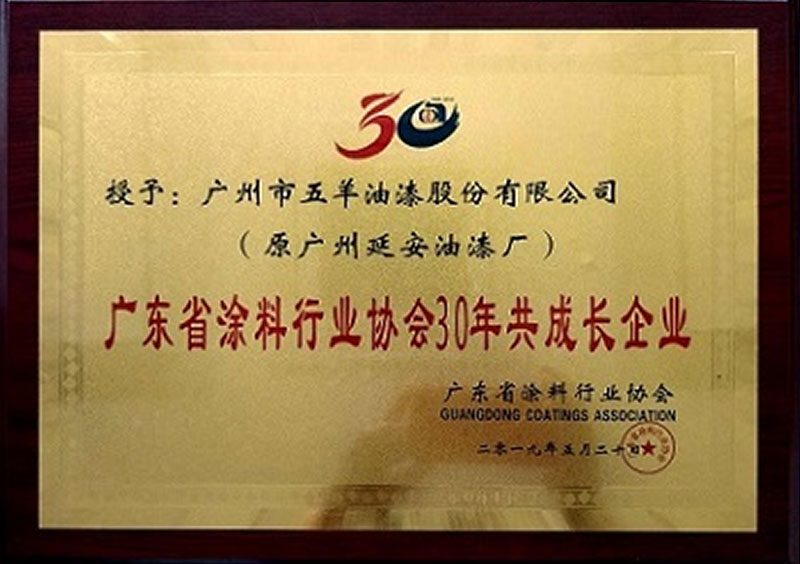 30
授予：广州市五羊油漆股份有限公司
（原广州延安油漆厂）
广东省涂料行业协会30年共成长企业
广东省涂料行业协会
GUANGDONG COATINGS ASSOCIATION
二零一九年五月二十日